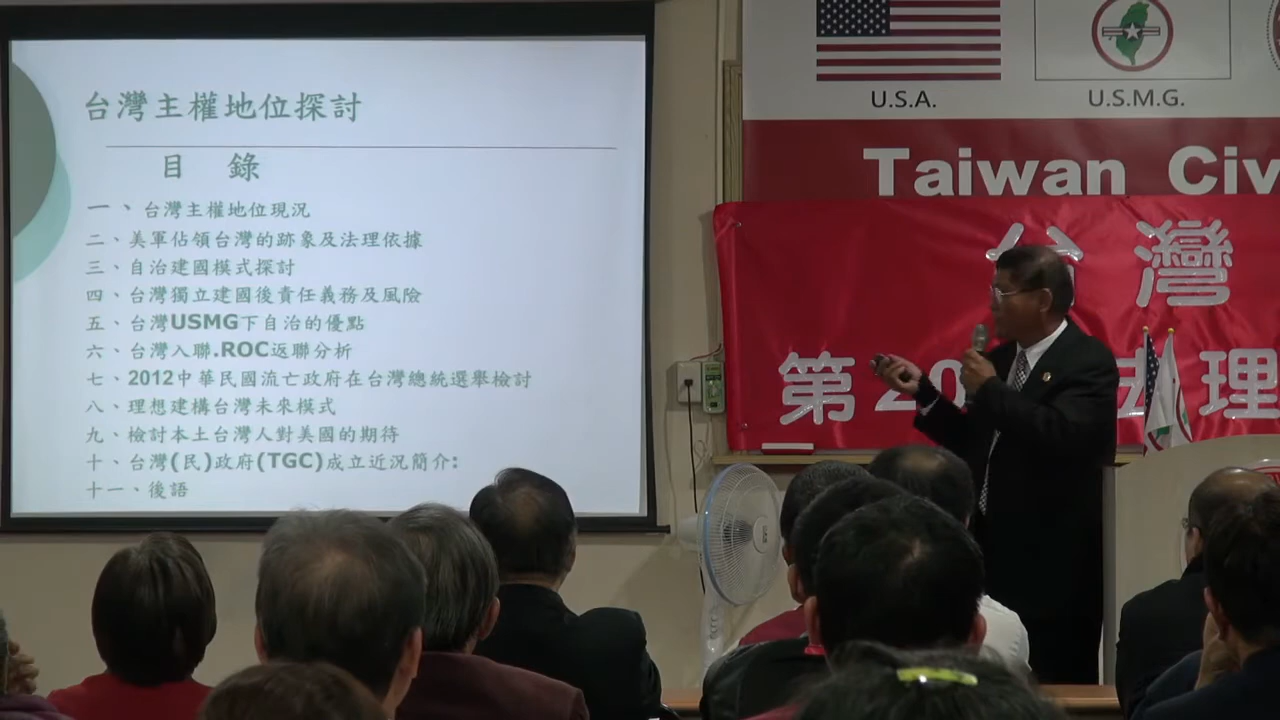 台灣主權地位探討
目 錄
一、台灣主權地位現況
二、美軍佔領台灣的跡象及法理依據
三、自治建國模式探討
四、台灣獨立建國後責任義務及風險
五、台灣USMG下自治的優點
六、台灣入聯.ROC返聯分析
七、2012中華民國流亡政府在台灣總統選舉檢討
八、理想建構台灣未來模式
九、檢討本土台灣人對美國的期待
十、台灣(民)政府(TGC)成立近況簡介:
十一、後語
U.S.A.
U.S.M.G.
Taiwan Civ
台灣
第20 法理